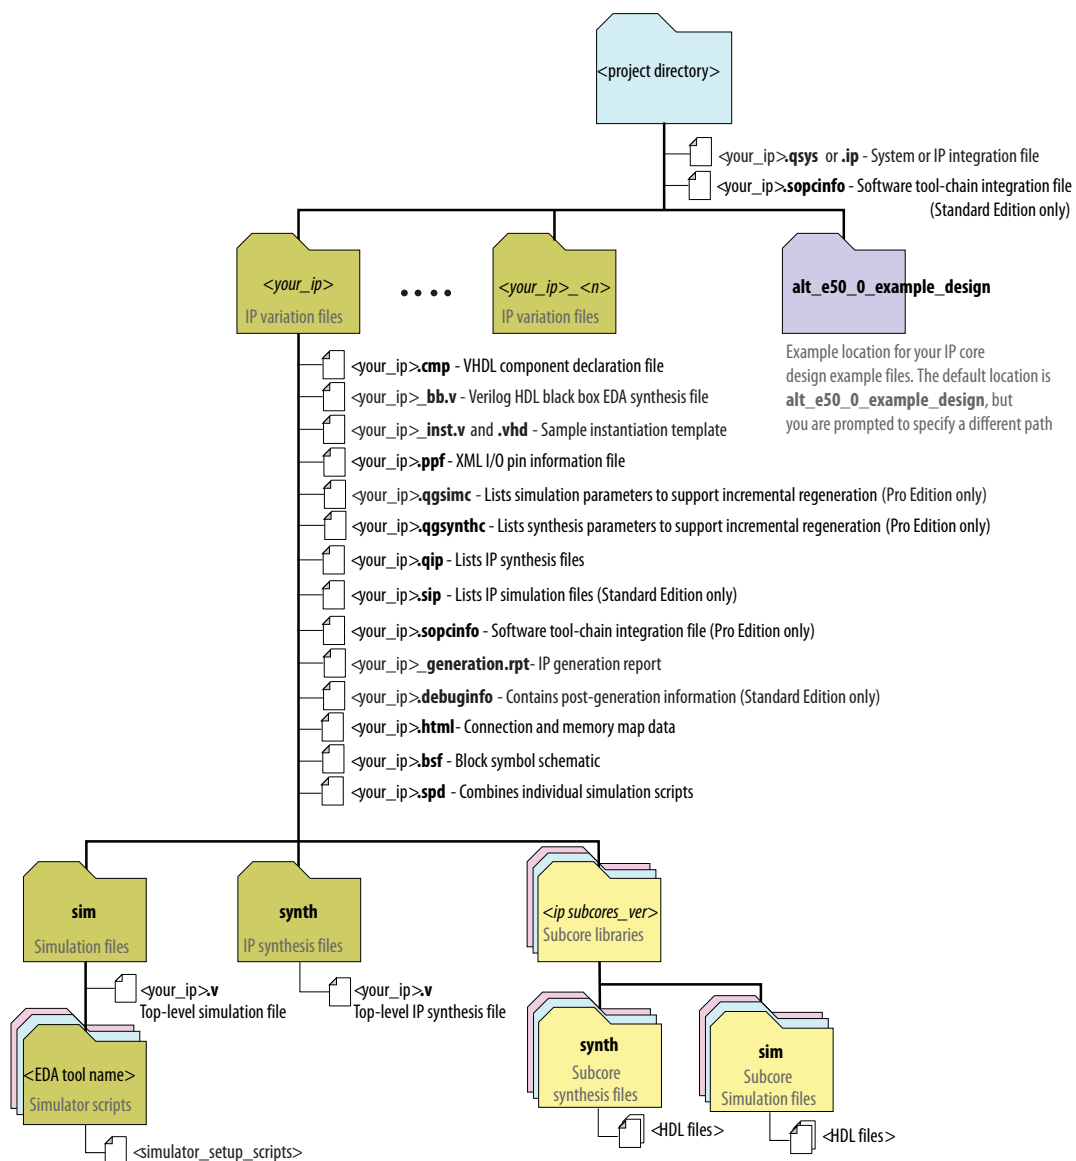 <project directory>
<your_ip>.qsys or .ip - System or IP integration file
<your_ip>.sopcinfo - Software tool-chain integration file
(Standard Edition only)
<your_ip>
IP variation files
<your_ip>_<n>
IP variation files
alt_e50_0_example_design
Example location for your IP core
design example files. The default location is
alt_e50_0_example_design, but
you are prompted to specify a different path
<your_ip>.cmp - VHDL component declaration file
<your_ip>_bb.v - Verilog HDL black box EDA synthesis file
<your_ip>_inst.v and .vhd - Sample instantiation template
<your_ip>.ppf - XML I/O pin information file
<your_ip>.qgsimc - Lists simulation parameters to support incremental regeneration (Pro Edition only)
<your_ip>.qgsynthc - Lists synthesis parameters to support incremental regeneration (Pro Edition only)
<your_ip>.qip - Lists IP synthesis files
<your_ip>.sip - Lists IP simulation files (Standard Edition only)
<your_ip>.sopcinfo - Software tool-chain integration file (Pro Edition only)
<your_ip>_generation.rpt- IP generation report
<your_ip>.debuginfo - Contains post-generation information (Standard Edition only)
<your_ip>.html- Connection and memory map data
<your_ip>.bsf - Block symbol schematic
<your_ip>.spd - Combines individual simulation scripts
sim
Simulation files
synth
IP synthesis files
<ip subcores_ver>
Subcore libraries
<your_ip>.v
Top-level simulation file
<your_ip>.v
Top-level IP synthesis file
<EDA tool name>
Simulator scripts
<simulator_setup_scripts>
synth
Subcore
synthesis files
<HDL files>
sim
Subcore
Simulation files
<HDL files>